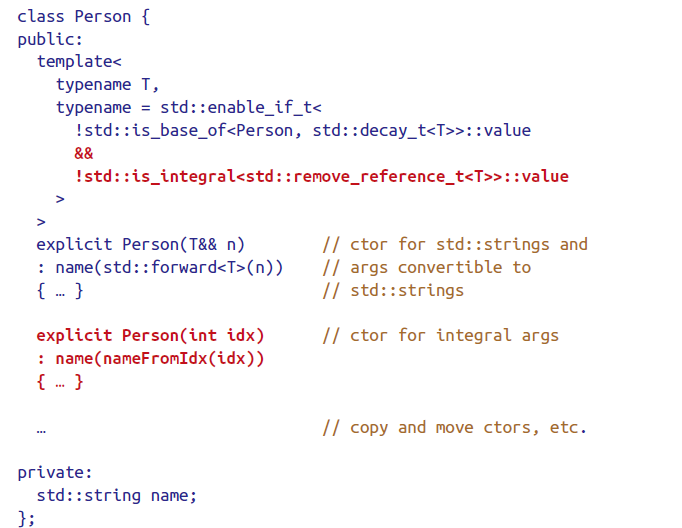 class Person {
public:
  template<
    typename T,
    typename = std::enable_if_t<
      !std::is_base_of<Person, std::decay_t<T>>::value
      &&
      !std::is_integral<std::remove_reference_t<T>>::value
    >
  >
  explicit Person(T&& n)        // ctor for std::strings and
  : name(std::forward<T>(n))    // args convertible to
  { … }                         // std::strings

  explicit Person(int idx)      // ctor for integral args
  : name(nameFromIdx(idx))
  { … }

  …                             // copy and move ctors, etc.

private:
  std::string name;
};